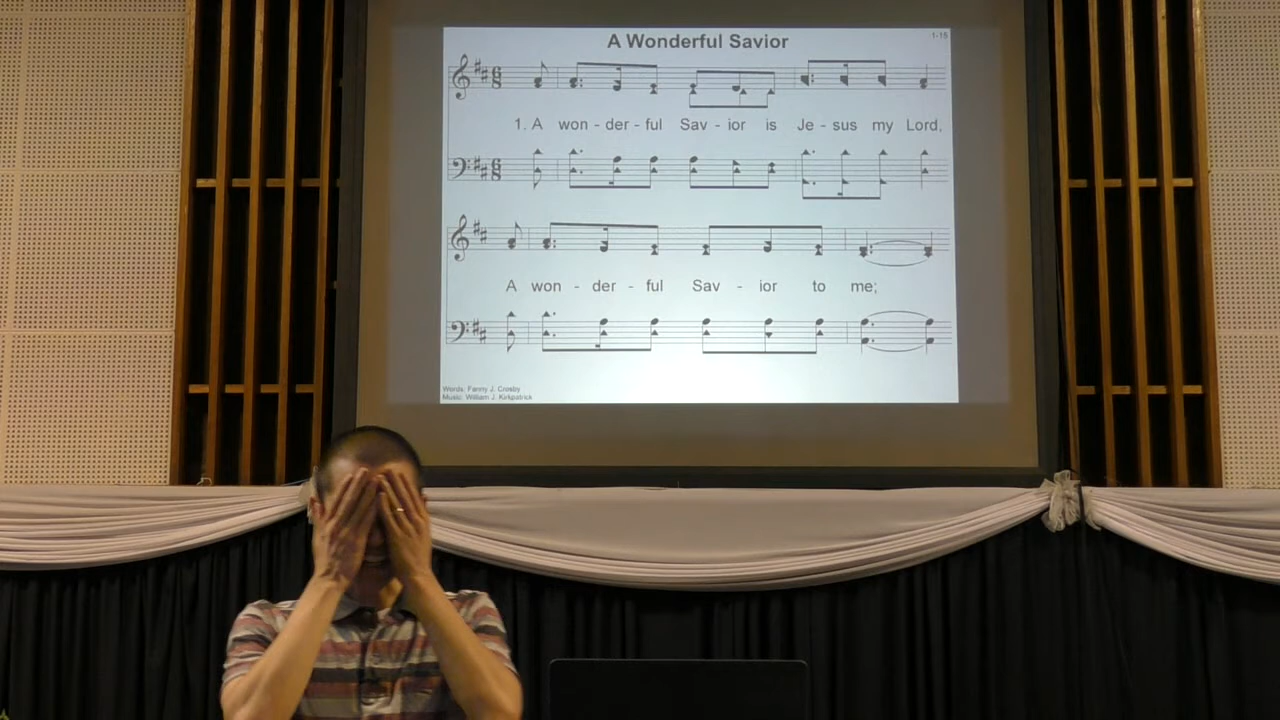 A Wonderful Savior
1-15
1. A won - der - ful Sav - ior is Je - sus my Lord,
A won - der - ful Sav - ior to me;
Words: Fanny J. Crosby
Music: William J. Kirkpatrick